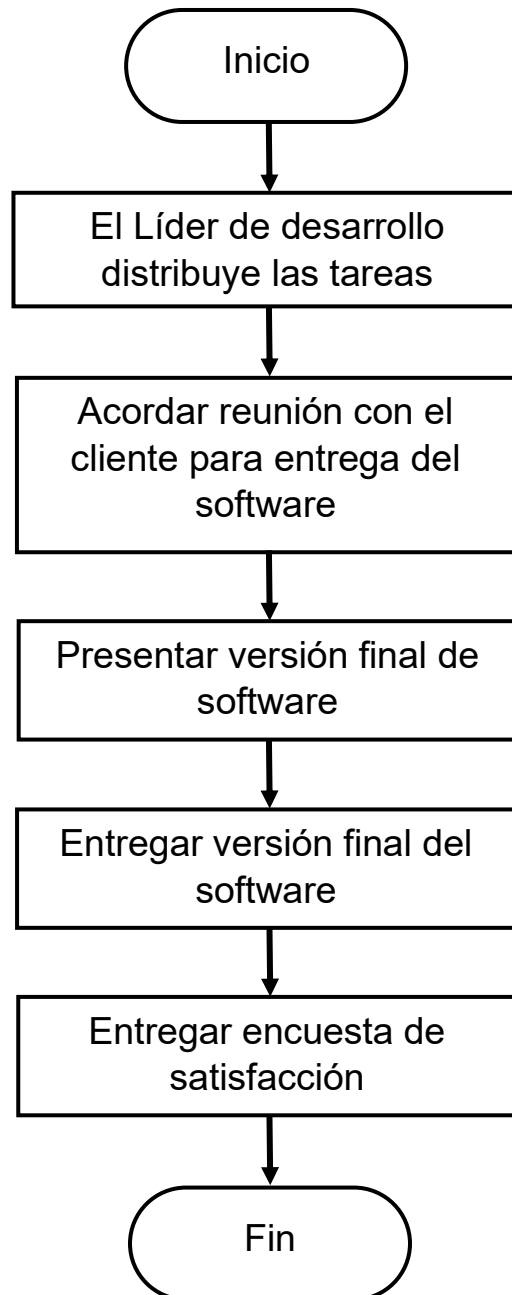 Inicio
El Líder de desarrollo
distribuye las tareas
Acordar reunión con el
cliente para entrega del
software
Presentar versión final de
software
Entregar versión final del
software
Entregar encuesta de
satisfacción
Fin